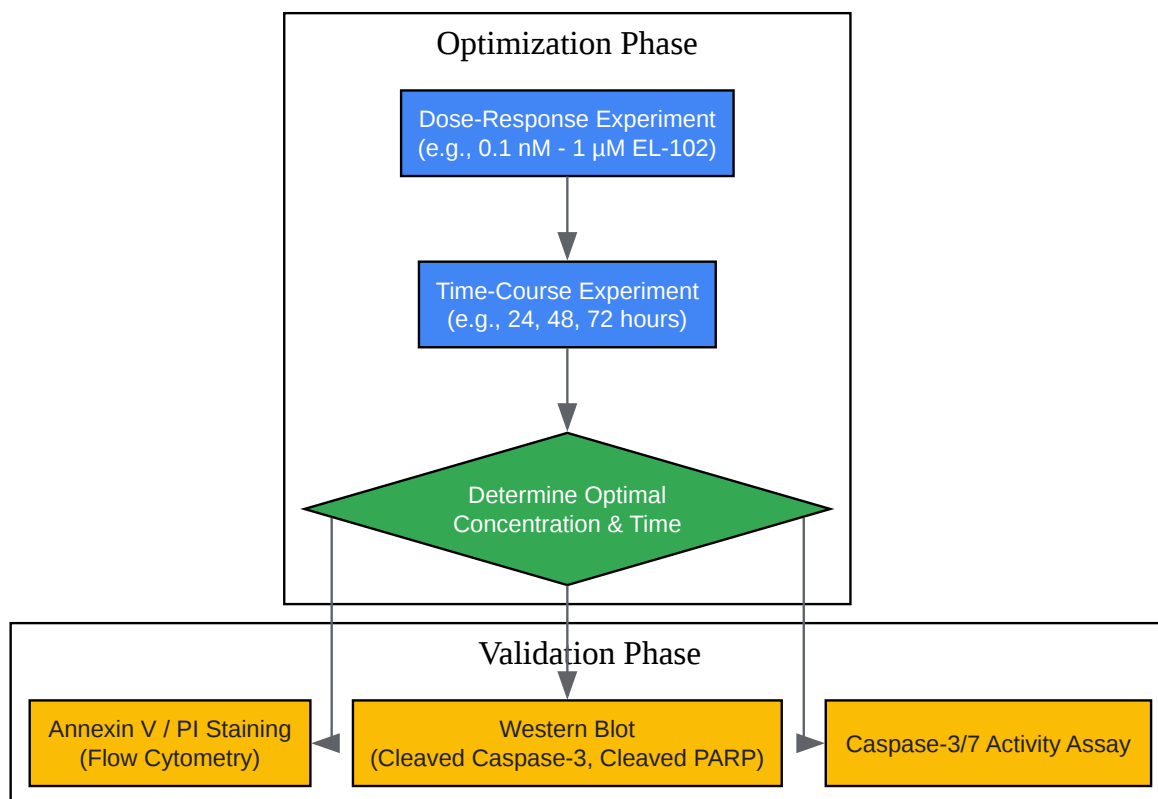 Optimization Phase
Dose-Response Experiment
(e.g., 0.1 nM - 1 µM EL-102)
Time-Course Experiment
(e.g., 24, 48, 72 hours)
Determine Optimal
Concentration & Time
Validation Phase
Annexin V / PI Staining
(Flow Cytometry)
Western Blot
(Cleaved Caspase-3, Cleaved PARP)
Caspase-3/7 Activity Assay